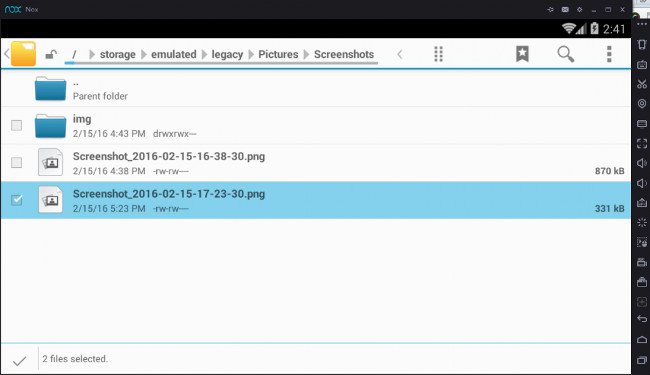 nox Nox
2:41
/ storage emulated legacy Pictures Screenshots
..
Parent folder
img
2/15/16 4:43 PM drwxrwx---
Screenshot_2016-02-15-16-38-30.png
2/15/16 4:38 PM -rw-rw---- 870 kB
Screenshot_2016-02-15-17-23-30.png
2/15/16 5:23 PM -rw-rw---- 331 kB
2 files selected.